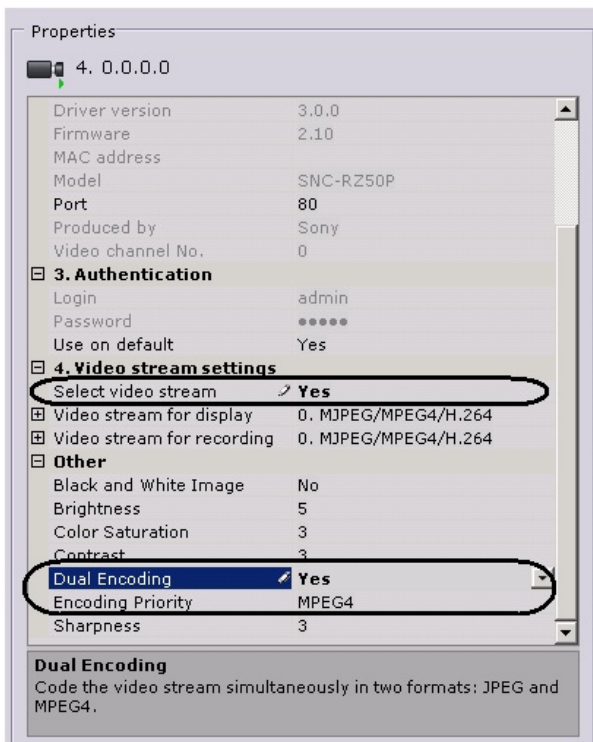 Properties
4. 0.0.0.0
Driver version 3.0.0
Firmware 2.10
MAC address
Model SNC-RZ50P
Port 80
Produced by Sony
Video channel No. 0
3. Authentication
Login admin
Password •••••
Use on default Yes
4. Video stream settings
Select video stream Yes
Video stream for display 0. MJPEG/MPEG4/H.264
Video stream for recording 0. MJPEG/MPEG4/H.264
Other
Black and White Image No
Brightness 5
Color Saturation 3
Contrast 3
Dual Encoding Yes
Encoding Priority MPEG4
Sharpness 3
Dual Encoding
Code the video stream simultaneously in two formats: JPEG and
MPEG4.